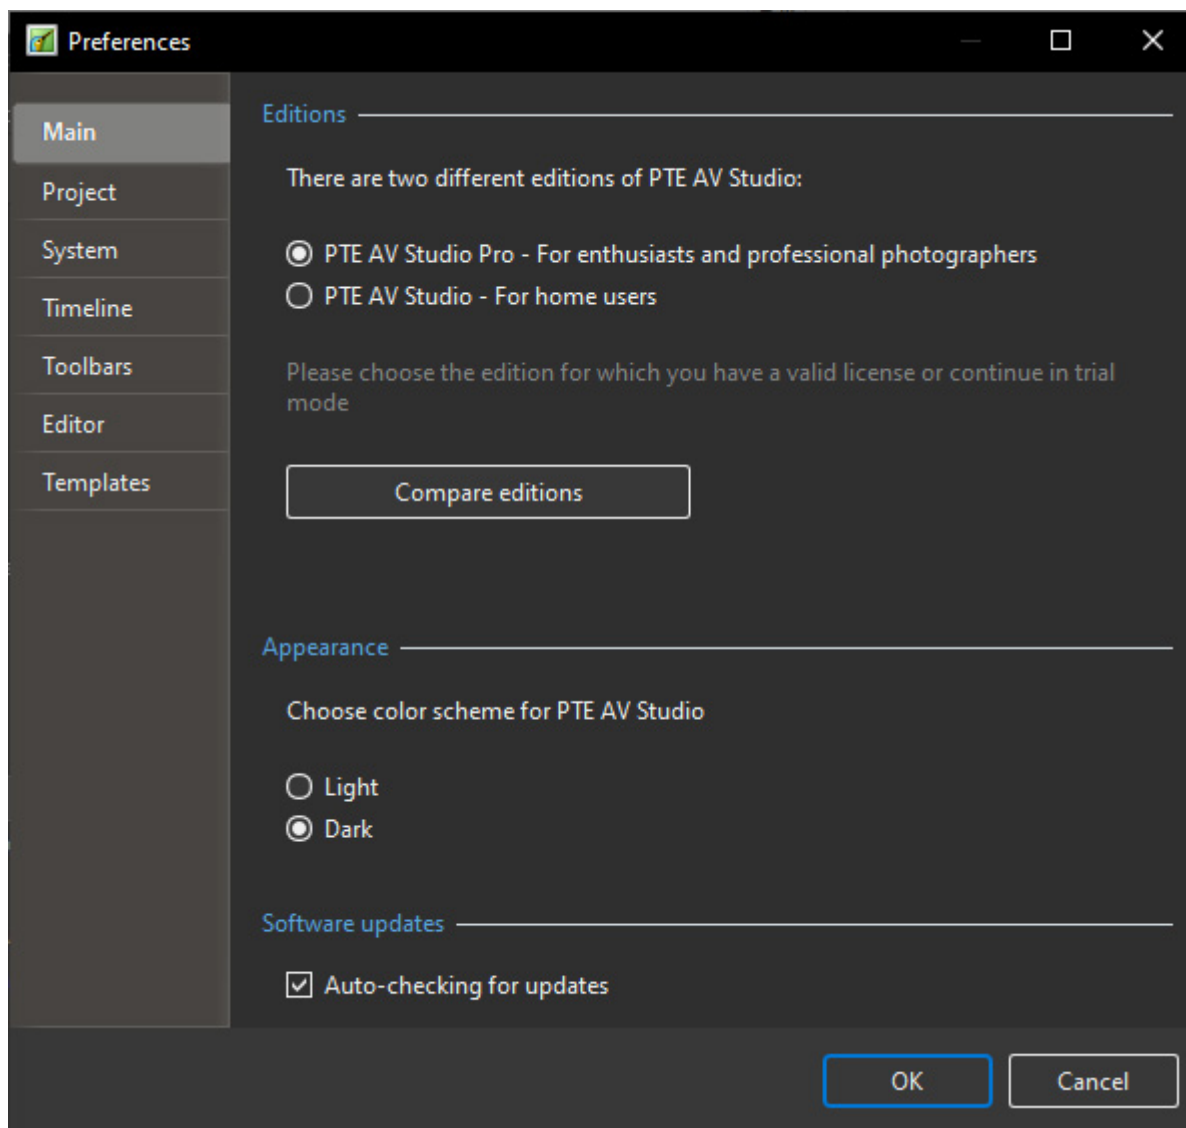 Preferences
Main
Project
System
Timeline
Toolbars
Editor
Templates
Editions
There are two different editions of PTE AV Studio:
PTE AV Studio Pro - For enthusiasts and professional photographers
PTE AV Studio - For home users
Please choose the edition for which you have a valid license or continue in trial
mode
Compare editions
Appearance
Choose color scheme for PTE AV Studio
Light
Dark
Software updates
Auto-checking for updates
OK
Cancel